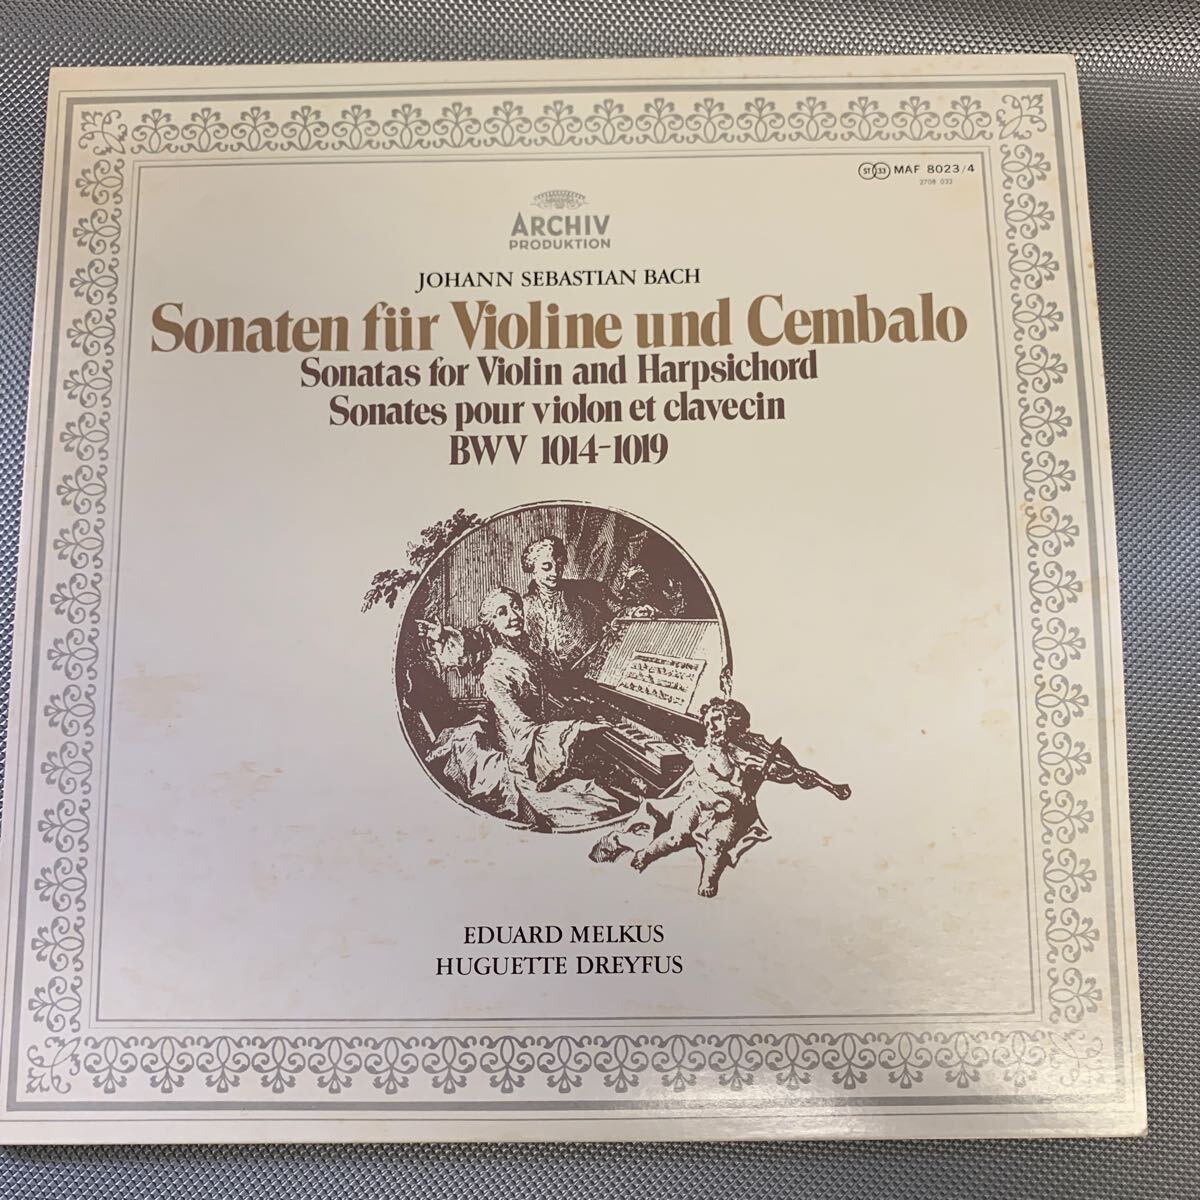 ST 33 MAF 8023/4
2708 032
ARCHIV
PRODUKTION
JOHANN SEBASTIAN BACH
Sonaten für Violine und Cembalo
Sonatas for Violin and Harpsichord
Sonates pour violon et clavecin
BWV 1014-1019
EDUARD MELKUS
HUGUETTE DREYFUS